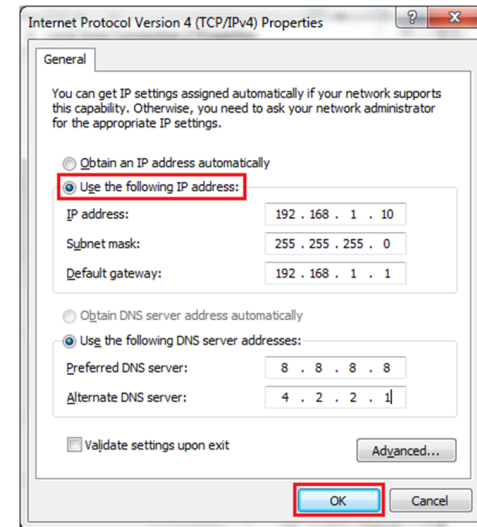 Internet Protocol Version 4 (TCP/IPv4) Properties
General
You can get IP settings assigned automatically if your network supports
this capability. Otherwise, you need to ask your network administrator
for the appropriate IP settings.
Obtain an IP address automatically
Use the following IP address:
IP address: 192 . 168 . 1 . 10
Subnet mask: 255 . 255 . 255 . 0
Default gateway: 192 . 168 . 1 . 1
Obtain DNS server address automatically
Use the following DNS server addresses:
Preferred DNS server: 8 . 8 . 8 . 8
Alternate DNS server: 4 . 2 . 2 . 1
Validate settings upon exit
Advanced...
OK Cancel